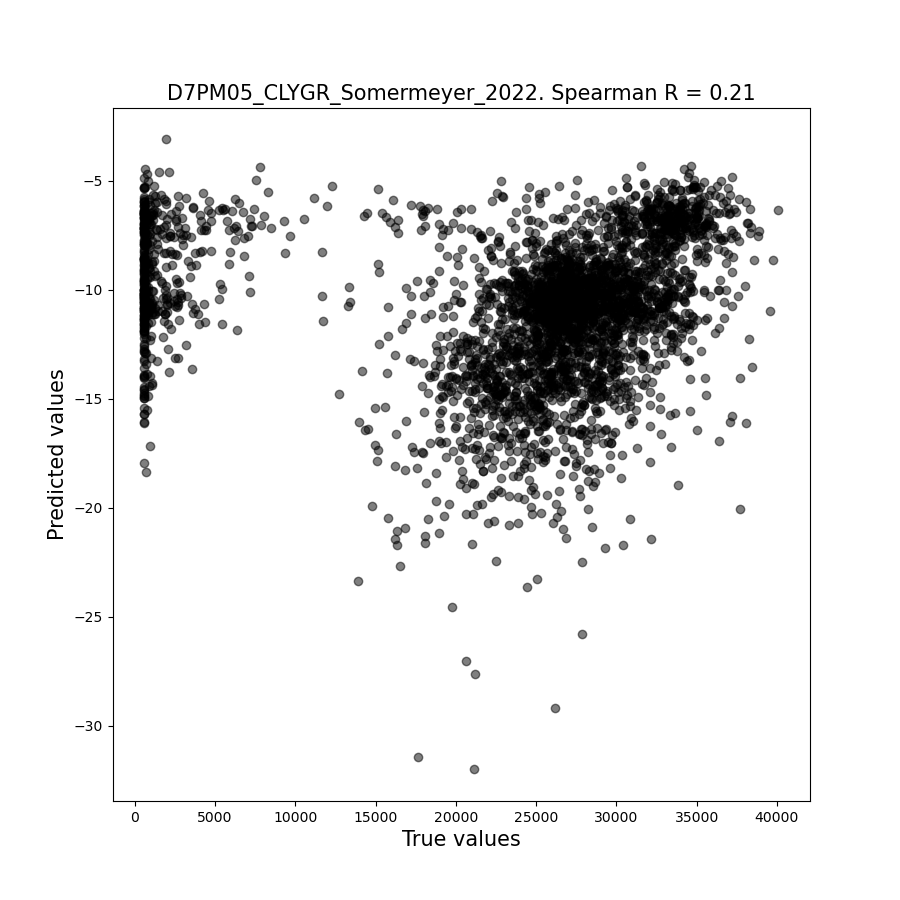 D7PM05_CLYGR_Somermeyer_2022. Spearman R = 0.21
−5
−10
−15
−20
−25
−30
Predicted values
0 5000 10000 15000 20000 25000 30000 35000 40000
True values